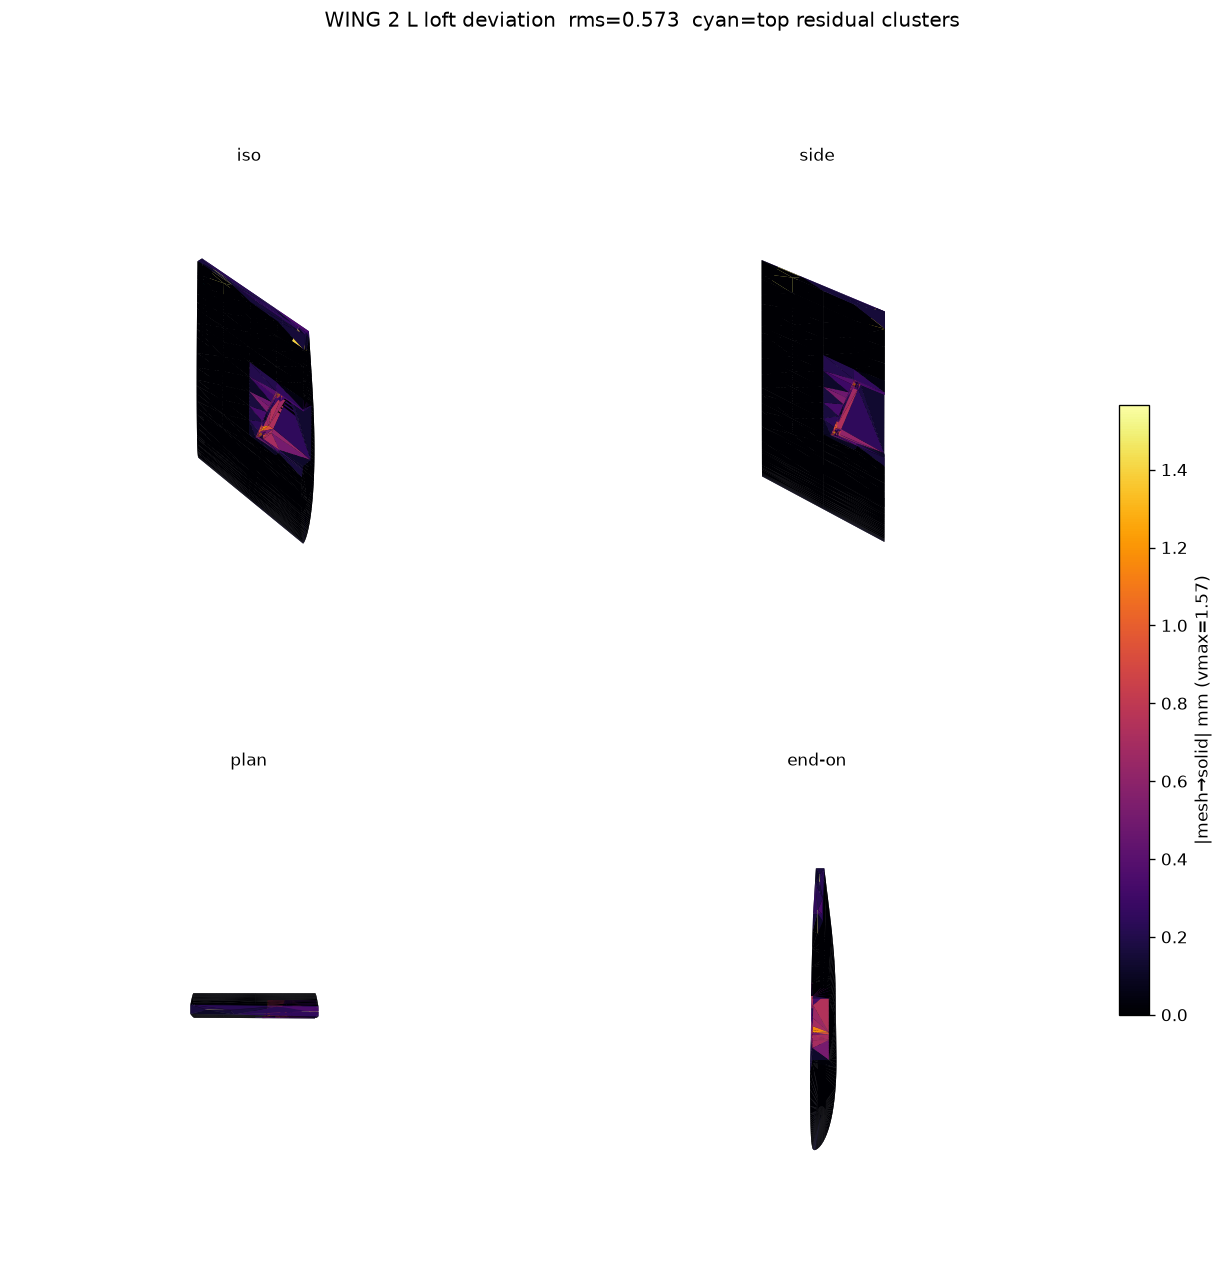 WING 2 L loft deviation  rms=0.573  cyan=top residual clusters
iso
side
plan
end-on
1.4
1.2
1.0
0.8
0.6
0.4
0.2
0.0
|mesh→solid| mm (vmax=1.57)